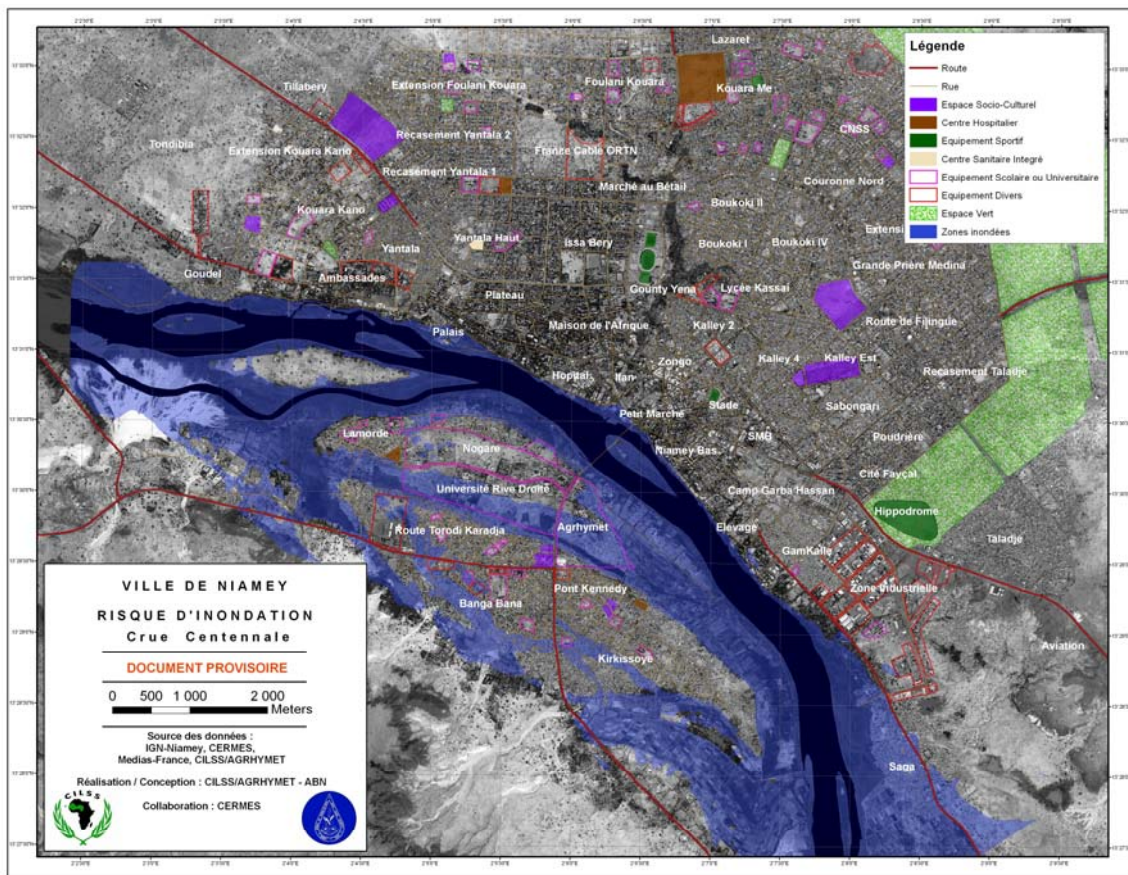 Légende
Route
Rue
Espace Socio-Culturel
Centre Hospitalier
Equipement Sportif
Centre Sanitaire Intégré
Equipement Scolaire ou Universitaire
Equipement Divers
Espace Vert
Zones inondées
Lazaret
Tillabery
Extension Foulani Kouara
Foulani Kouara
Kouara Me
Tondibia
Recasement Yantala 2
France Cable ORTN
CNSS
Extension Kouara Kano
Recasement Yantala 1
Marché au Bétail
Couronne Nord
Kouara Kano
Boukoki II
Yantala
Yantala Haut
Issa Bery
Boukoki I
Boukoki IV
Extens
Goudel
Ambassades
Grande Prière Medina
Plateau
Gounty Yena
Lycée Kassai
Palais
Maison de l'Afrique
Kalley 2
Route de Filingue
Zongo
Kalley 4
Kalley Est
Hopital
Ifan
Recasement Taladje
Stade
Petit Marché
Sabongari
Lamorde
Nogare
Niamey Bas
SMB
Poudrière
Université Rive Droite
Cité Fayçal
Camp Garba Hassan
Route Torodi Karadja
Agrhymet
Elevage
Hippodrome
Taladje
GamKalle
Zone Industrielle
Pont Kennedy
Banga Bana
Kirkissoye
Aviation
Saga
VILLE DE NIAMEY
RISQUE D'INONDATION
Crue Centennale
DOCUMENT PROVISOIRE
0 500 1 000 2 000
Meters
Source des données :
IGN-Niamey, CERMES,
Medias-France, CILSS/AGRHYMET
Réalisation / Conception : CILSS/AGRHYMET - ABN
Collaboration : CERMES
CILSS